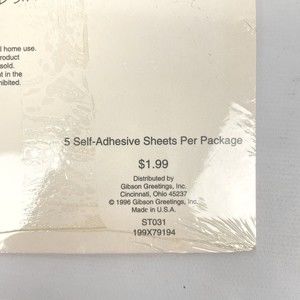 l home use.
roduct
sold.
t in the
hibited.
5 Self-Adhesive Sheets Per Package
$1.99
Distributed by
Gibson Greetings, Inc.
Cincinnati, Ohio 45237
© 1996 Gibson Greetings, Inc.
Made in U.S.A.
ST031
199X79194